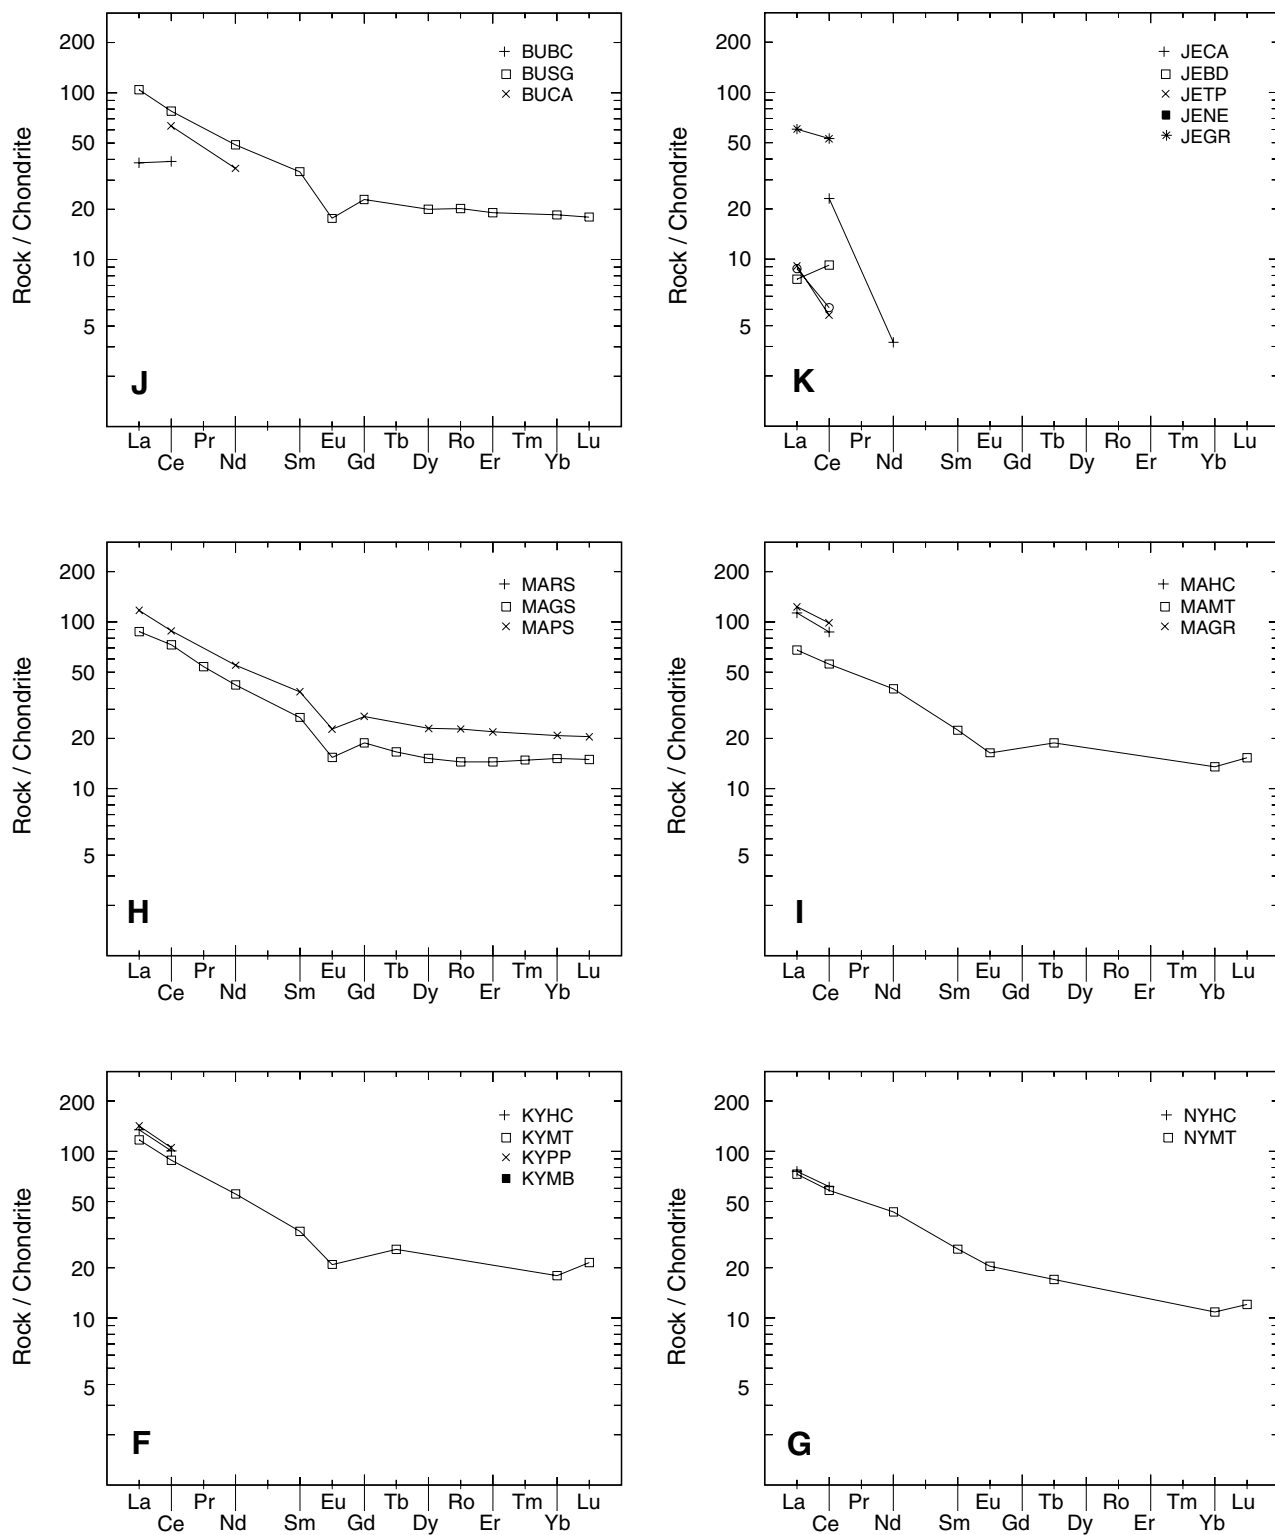 200
100
50
20
10
5
Rock / Chondrite
BUBC
BUSG
BUCA
J
La Pr Eu Tb Ro Tm Lu
Ce Nd Sm Gd Dy Er Yb
200
100
50
20
10
5
Rock / Chondrite
JECA
JEBD
JETP
JENE
JEGR
K
La Pr Eu Tb Ro Tm Lu
Ce Nd Sm Gd Dy Er Yb
200
100
50
20
10
5
Rock / Chondrite
MARS
MAGS
MAPS
H
La Pr Eu Tb Ro Tm Lu
Ce Nd Sm Gd Dy Er Yb
200
100
50
20
10
5
Rock / Chondrite
MAHC
MAMT
MAGR
I
La Pr Eu Tb Ro Tm Lu
Ce Nd Sm Gd Dy Er Yb
200
100
50
20
10
5
Rock / Chondrite
KYHC
KYMT
KYPP
KYMB
F
La Pr Eu Tb Ro Tm Lu
Ce Nd Sm Gd Dy Er Yb
200
100
50
20
10
5
Rock / Chondrite
NYHC
NYMT
G
La Pr Eu Tb Ro Tm Lu
Ce Nd Sm Gd Dy Er Yb